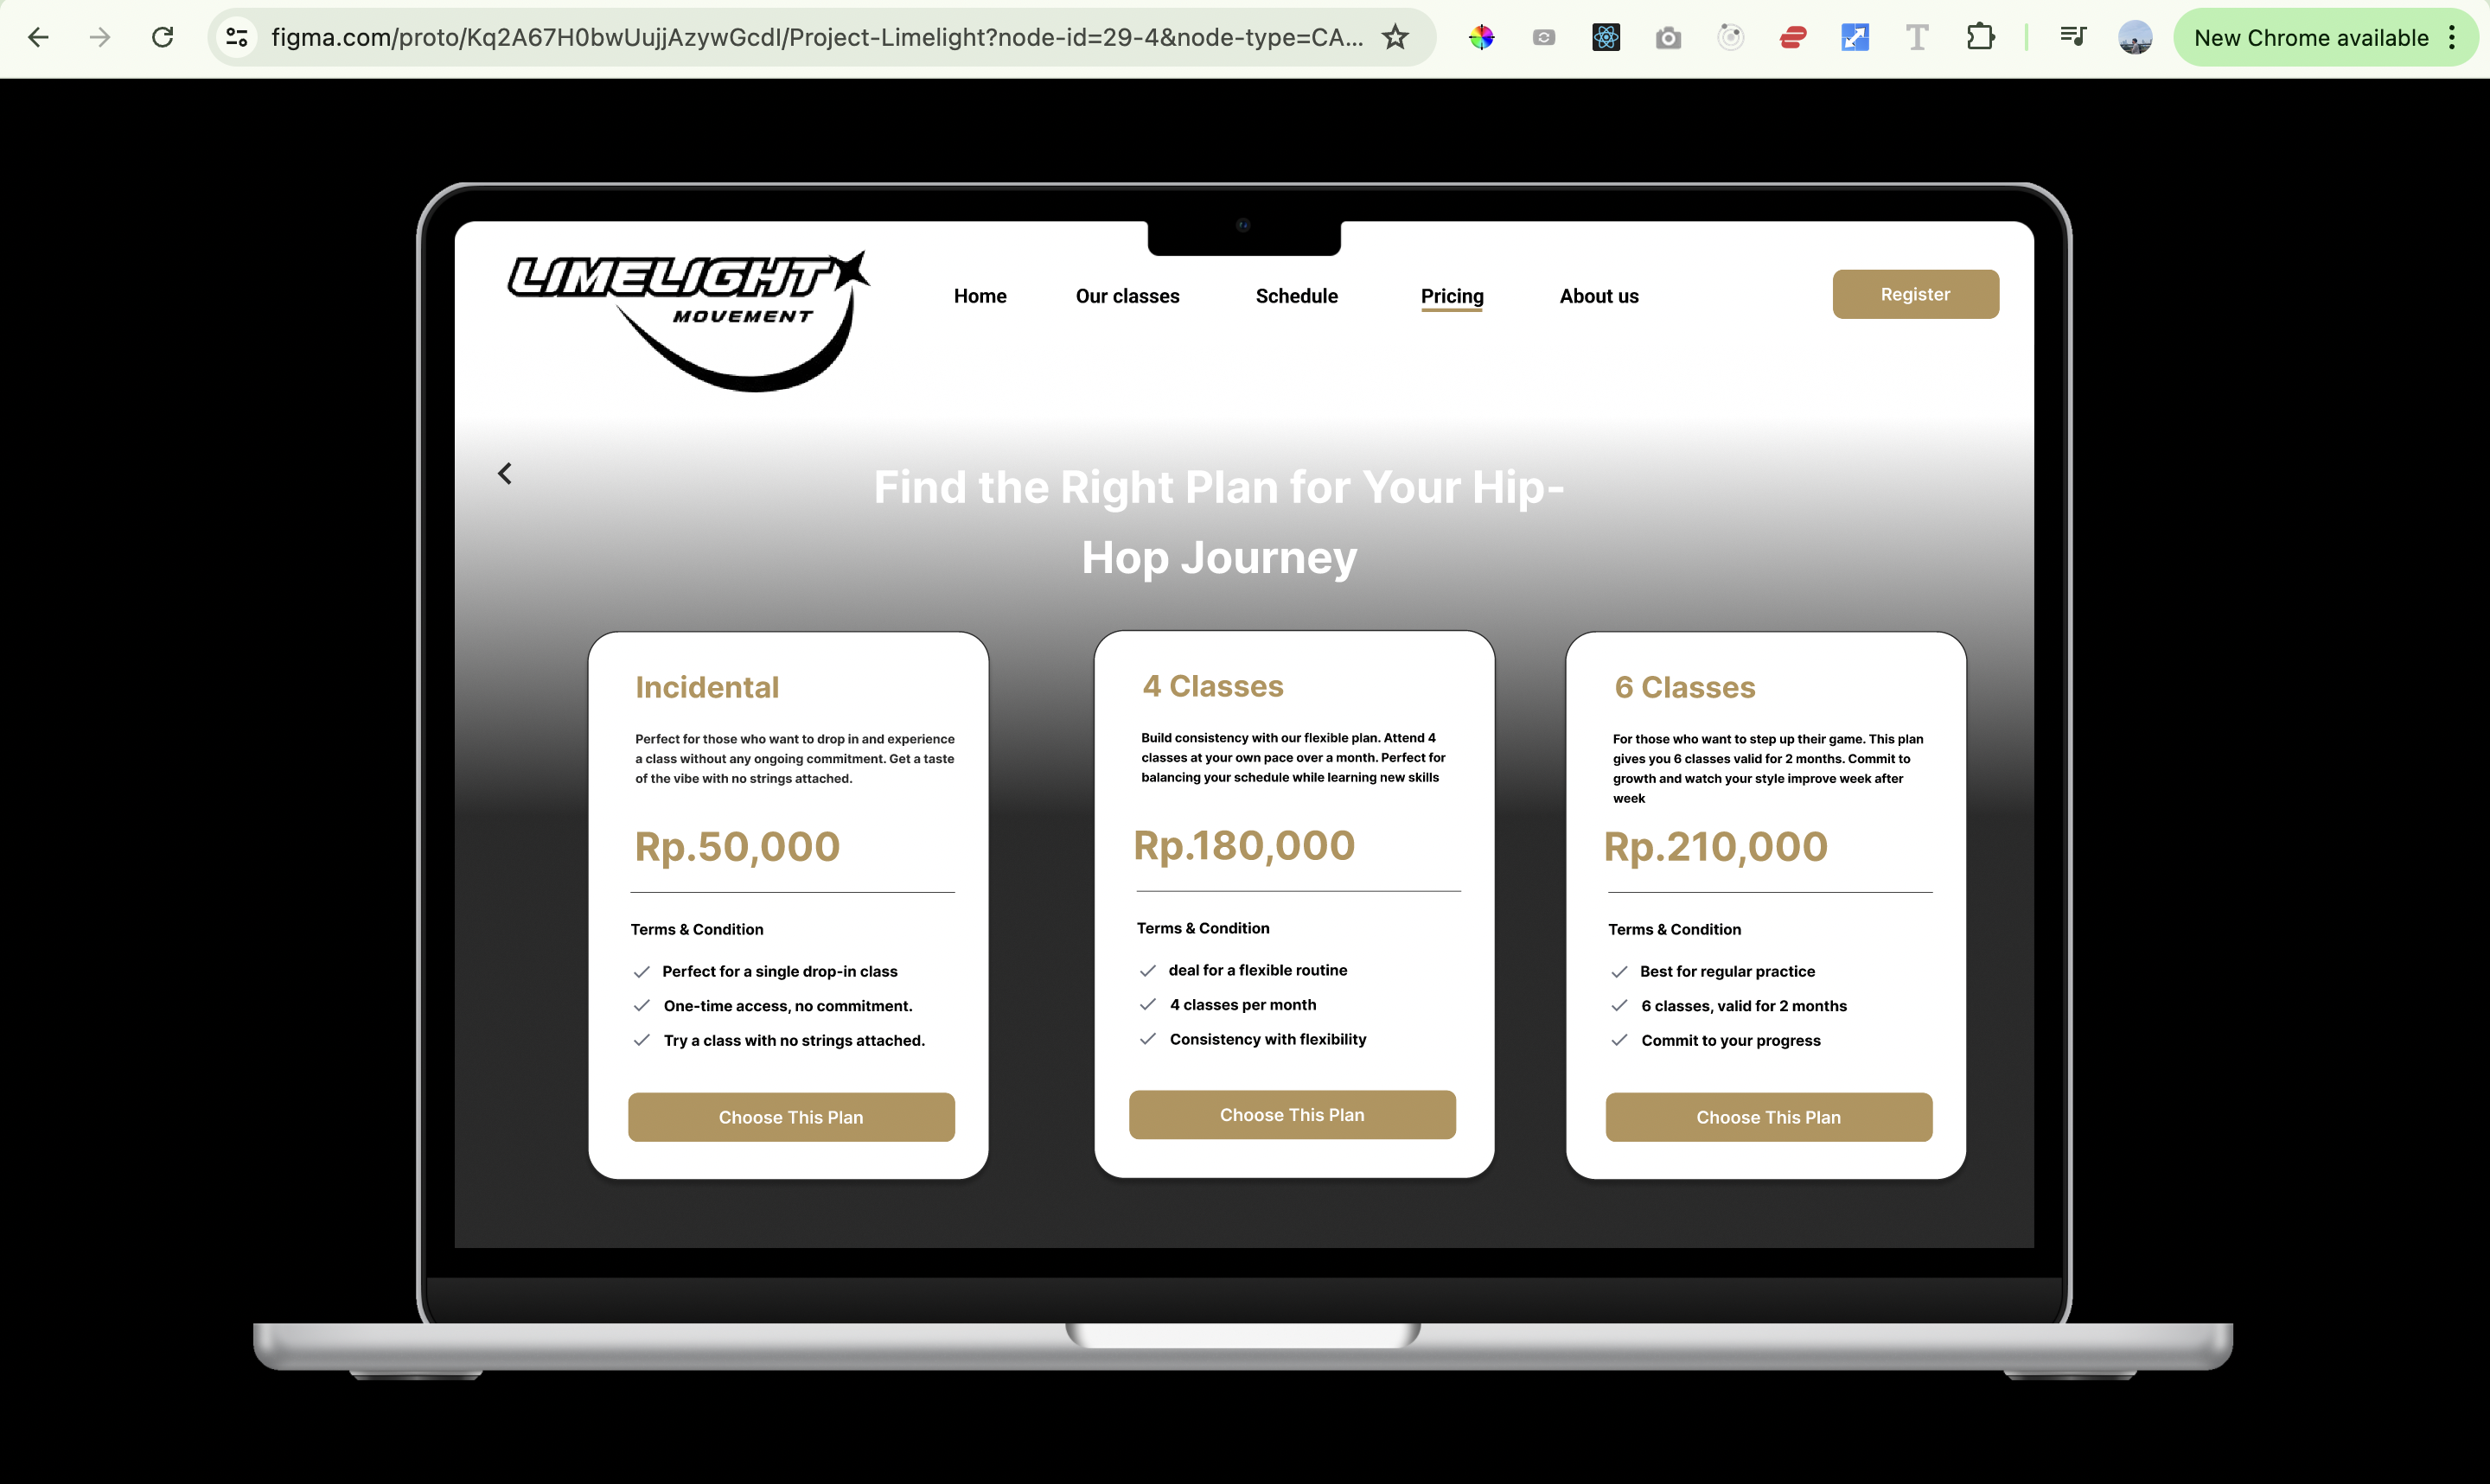 figma.com/proto/Kq2A67H0bwUujjAzywGcdI/Project-Limelight?node-id=29-4&node-type=CA...
New Chrome available
LIMELIGHT
MOVEMENT
Home
Our classes
Schedule
Pricing
About us
Register
Find the Right Plan for Your Hip-
Hop Journey
Incidental
Perfect for those who want to drop in and experience
a class without any ongoing commitment. Get a taste
of the vibe with no strings attached.
Rp.50,000
Terms & Condition
Perfect for a single drop-in class
One-time access, no commitment.
Try a class with no strings attached.
Choose This Plan
4 Classes
Build consistency with our flexible plan. Attend 4
classes at your own pace over a month. Perfect for
balancing your schedule while learning new skills
Rp.180,000
Terms & Condition
deal for a flexible routine
4 classes per month
Consistency with flexibility
Choose This Plan
6 Classes
For those who want to step up their game. This plan
gives you 6 classes valid for 2 months. Commit to
growth and watch your style improve week after
week
Rp.210,000
Terms & Condition
Best for regular practice
6 classes, valid for 2 months
Commit to your progress
Choose This Plan